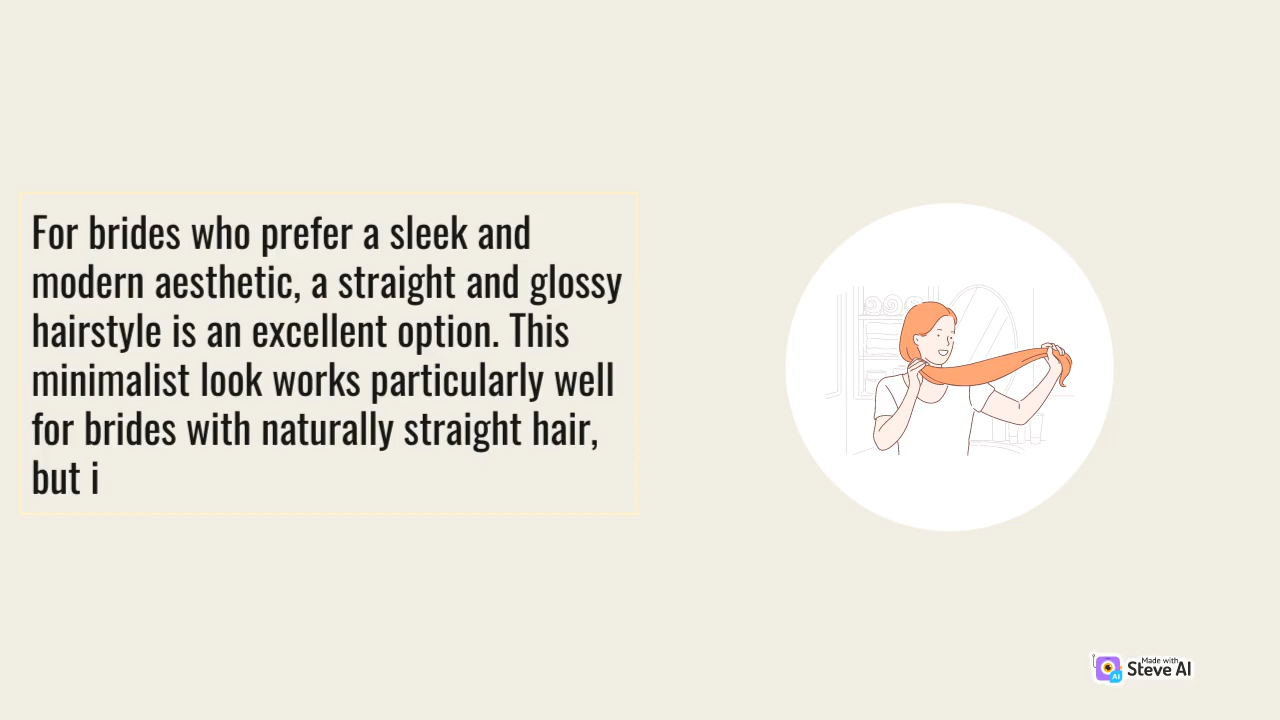 For brides who prefer a sleek and
modern aesthetic, a straight and glossy
hairstyle is an excellent option. This
minimalist look works particularly well
for brides with naturally straight hair,
but i
Made with
Steve AI
AI